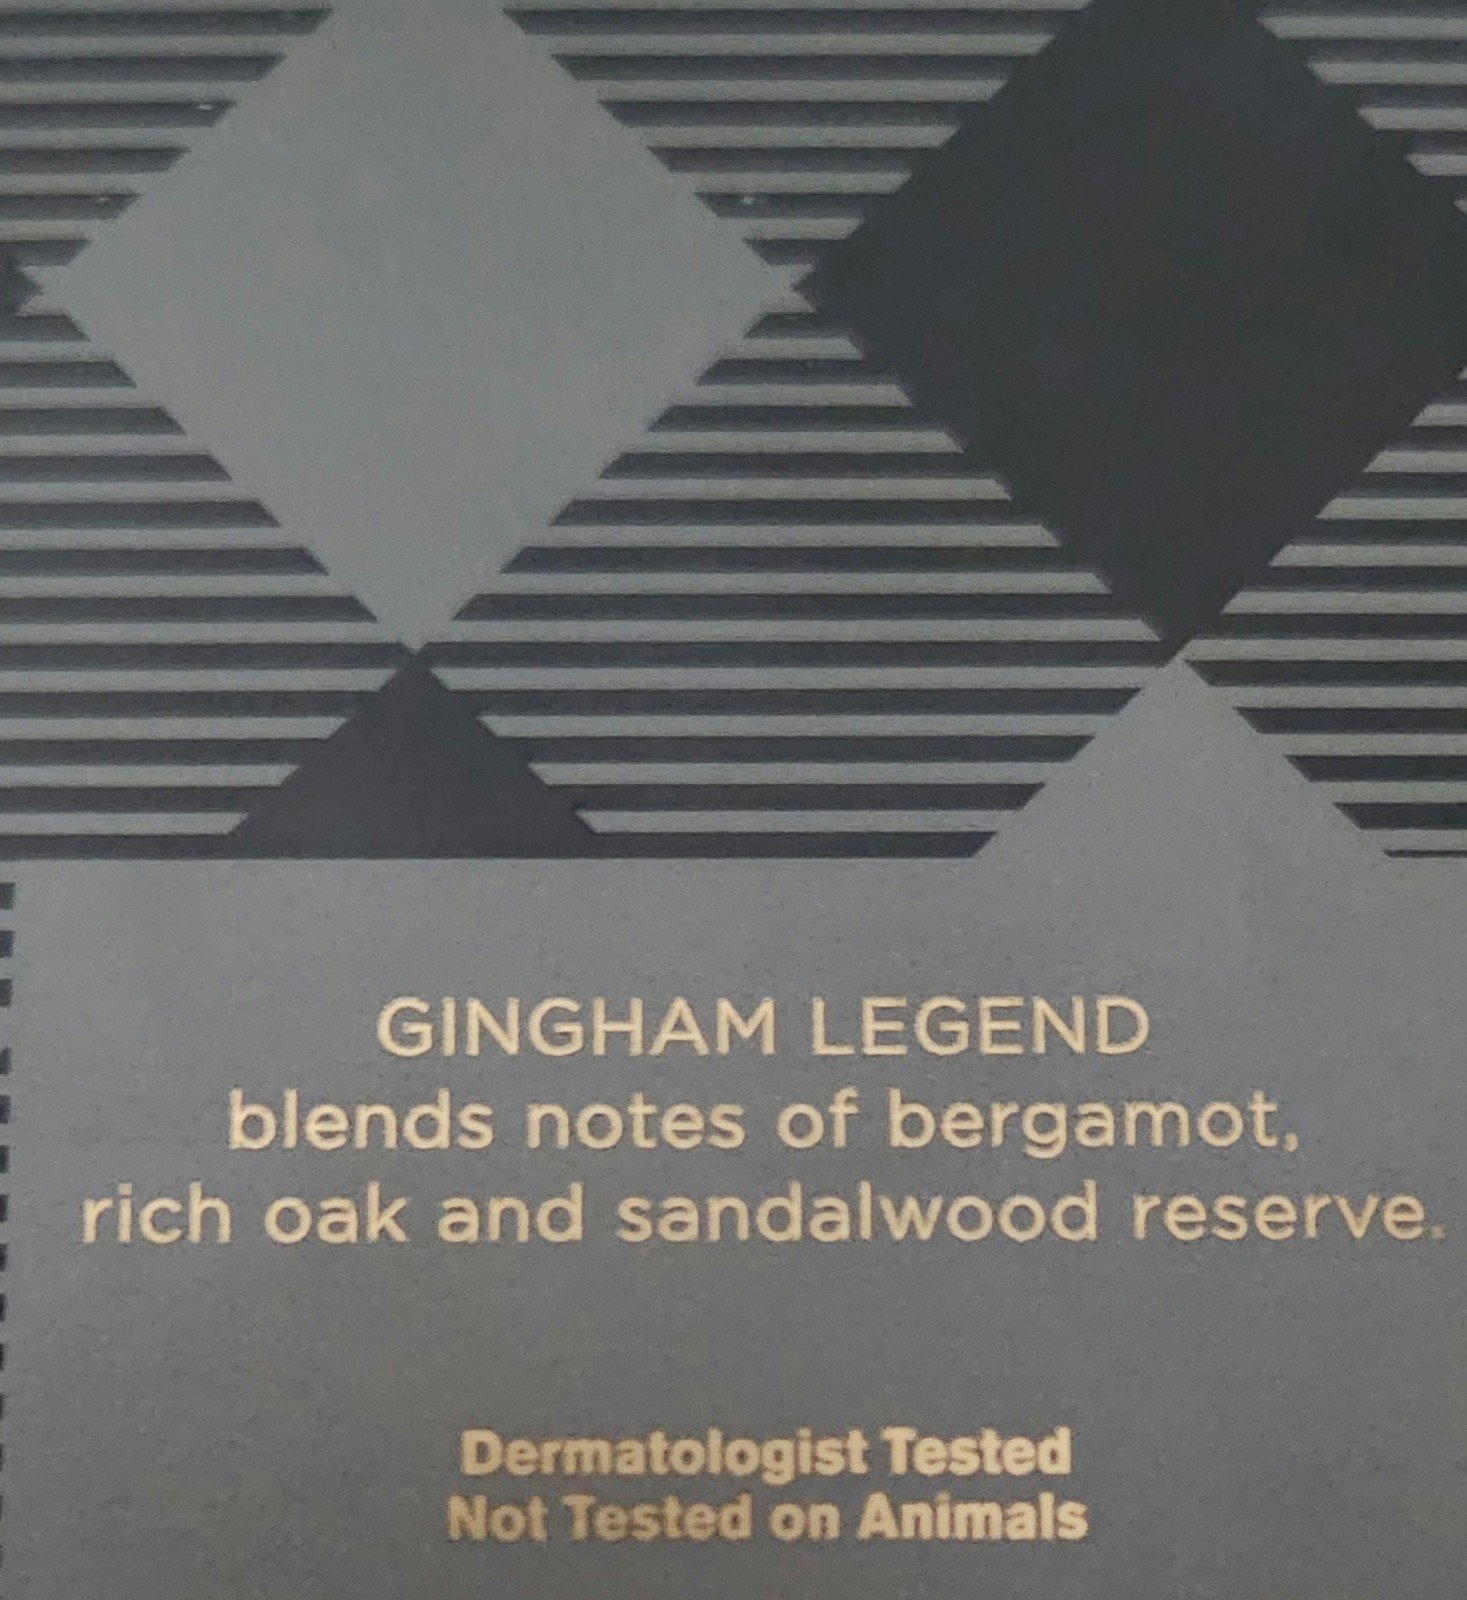 GINGHAM LEGEND
blends notes of bergamot,
rich oak and sandalwood reserve.
Dermatologist Tested
Not Tested on Animals